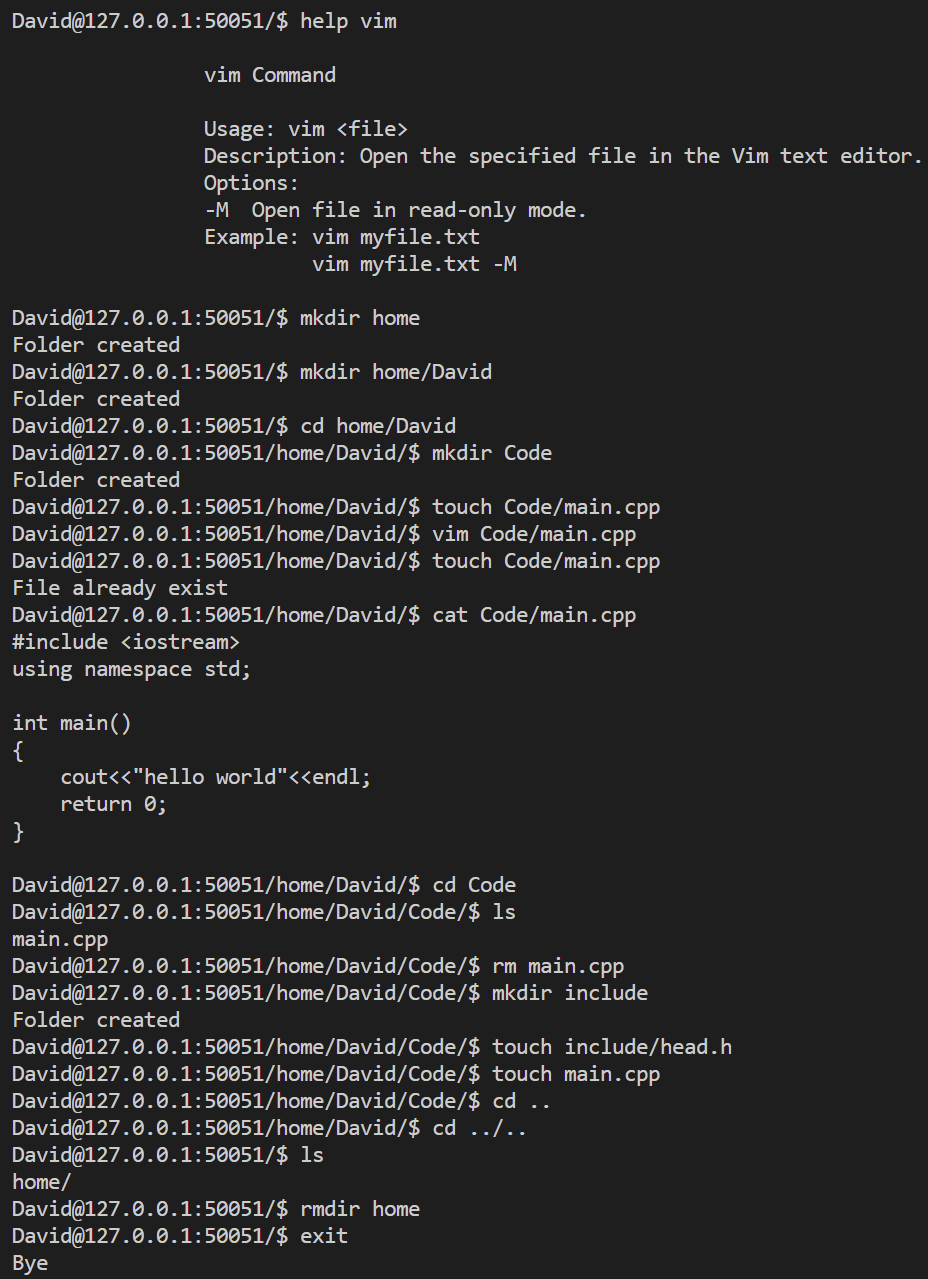 David@127.0.0.1:50051/$ help vim
vim Command
Usage: vim <file>
Description: Open the specified file in the Vim text editor.
Options:
-M  Open file in read-only mode.
Example: vim myfile.txt
vim myfile.txt -M
David@127.0.0.1:50051/$ mkdir home
Folder created
David@127.0.0.1:50051/$ mkdir home/David
Folder created
David@127.0.0.1:50051/$ cd home/David
David@127.0.0.1:50051/home/David/$ mkdir Code
Folder created
David@127.0.0.1:50051/home/David/$ touch Code/main.cpp
David@127.0.0.1:50051/home/David/$ vim Code/main.cpp
David@127.0.0.1:50051/home/David/$ touch Code/main.cpp
File already exist
David@127.0.0.1:50051/home/David/$ cat Code/main.cpp
#include <iostream>
using namespace std;

int main()
{
    cout<<"hello world"<<endl;
    return 0;
}

David@127.0.0.1:50051/home/David/$ cd Code
David@127.0.0.1:50051/home/David/Code/$ ls
main.cpp
David@127.0.0.1:50051/home/David/Code/$ rm main.cpp
David@127.0.0.1:50051/home/David/Code/$ mkdir include
Folder created
David@127.0.0.1:50051/home/David/Code/$ touch include/head.h
David@127.0.0.1:50051/home/David/Code/$ touch main.cpp
David@127.0.0.1:50051/home/David/Code/$ cd ..
David@127.0.0.1:50051/home/David/$ cd ../..
David@127.0.0.1:50051/$ ls
home/
David@127.0.0.1:50051/$ rmdir home
David@127.0.0.1:50051/$ exit
Bye